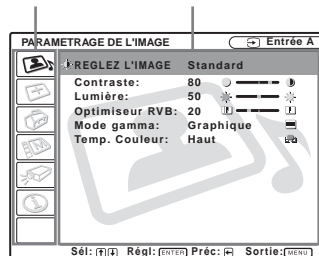 PARAMETRAGE DE L'IMAGE Entrée A
REGLEZ L'IMAGE Standard
Contraste: 80
Lumière: 50
Optimiseur RVB: 20
Mode gamma: Graphique
Temp. Couleur: Haut
Sél: Régl: ENTER Préc: Sortie: MENU